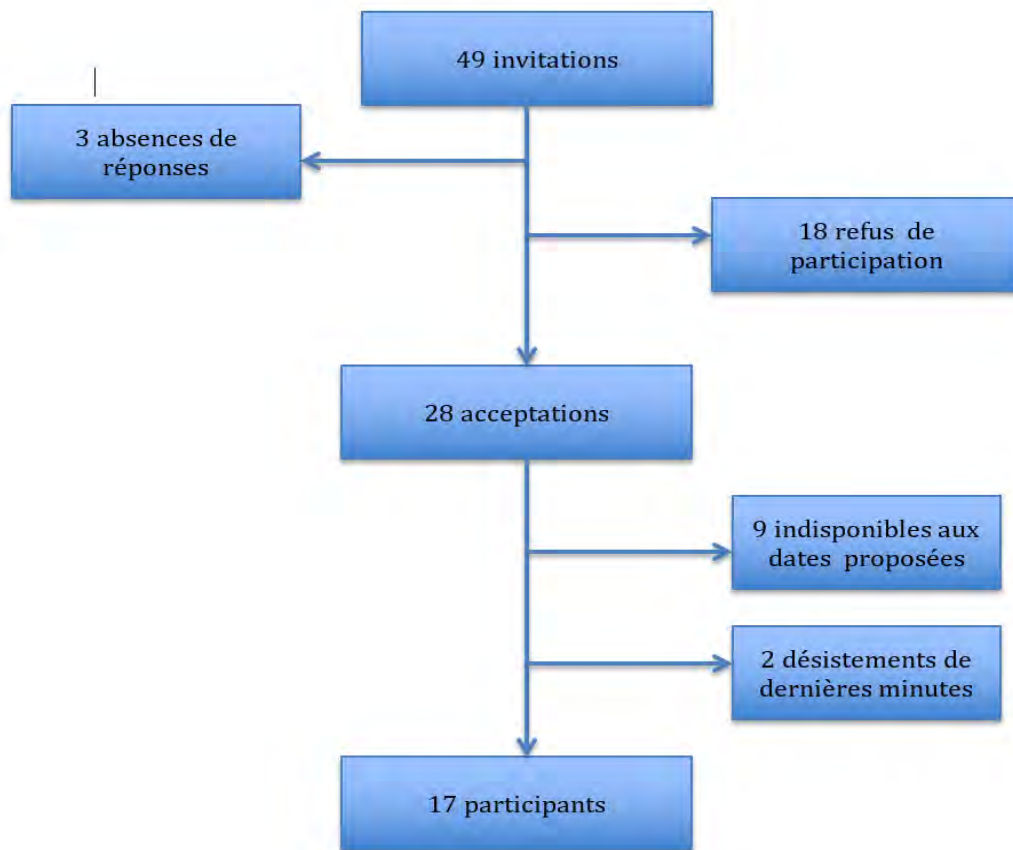 49 invitations
3 absences de
réponses
18 refus de
participation
28 acceptations
9 indisponibles aux
dates proposées
2 désistements de
dernières minutes
17 participants